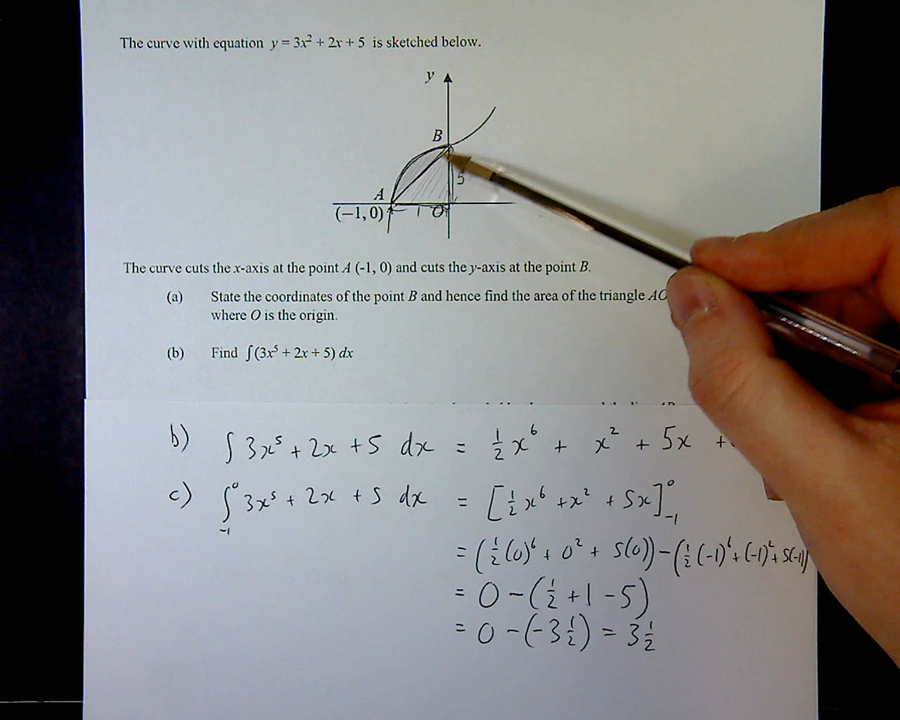 The curve with equation y = 3x² + 2x + 5 is sketched below.
y
B
5
A
(−1, 0) 1 O
The curve cuts the x-axis at the point A (-1, 0) and cuts the y-axis at the point B.
(a) State the coordinates of the point B and hence find the area of the triangle AO
where O is the origin.
(b) Find ∫(3x⁵ + 2x + 5) dx
b) ∫ 3x⁵ + 2x + 5 dx = ½x⁶ + x² + 5x +
c) ∫₋₁⁰ 3x⁵ + 2x + 5 dx = [½x⁶ + x² + 5x]₋₁⁰
= (½(0)⁶ + 0² + 5(0)) − (½(−1)⁶ + (−1)² + 5(−1))
= 0 − (½ + 1 − 5)
= 0 − (−3½) = 3½